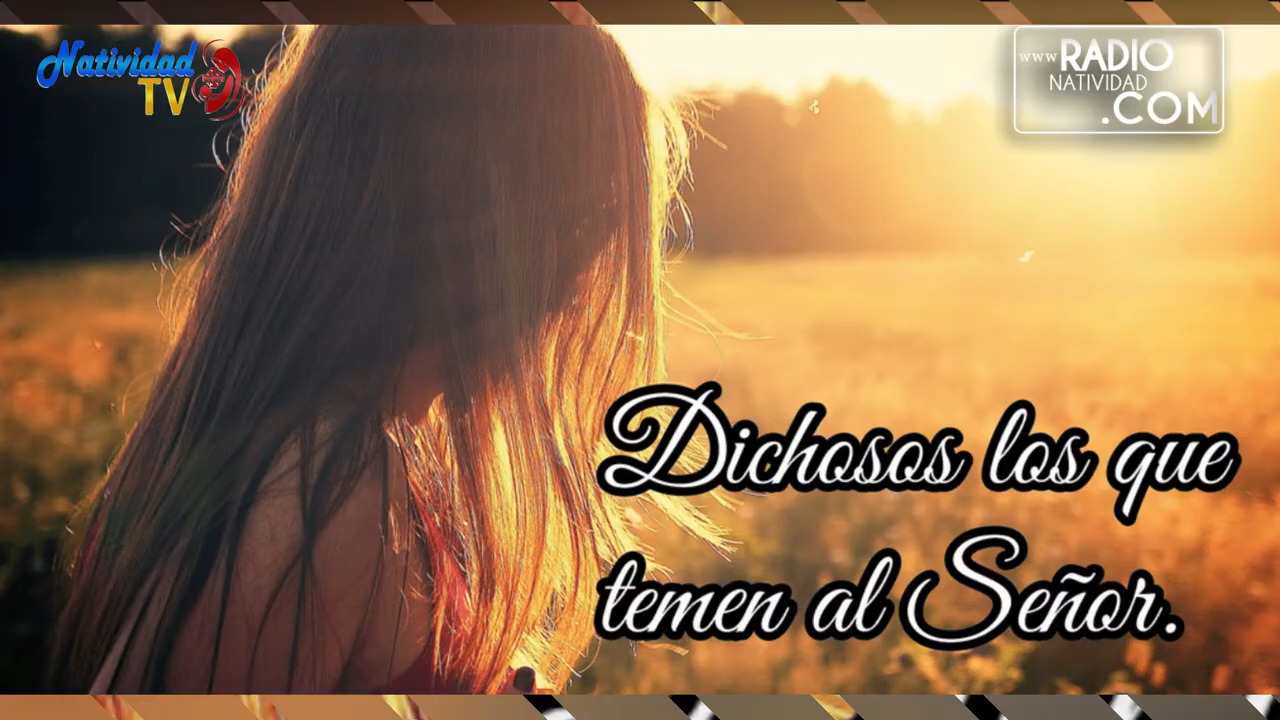 Natividad
TV
www RADIO
NATIVIDAD
.COM
Dichosos los que
temen al Señor.